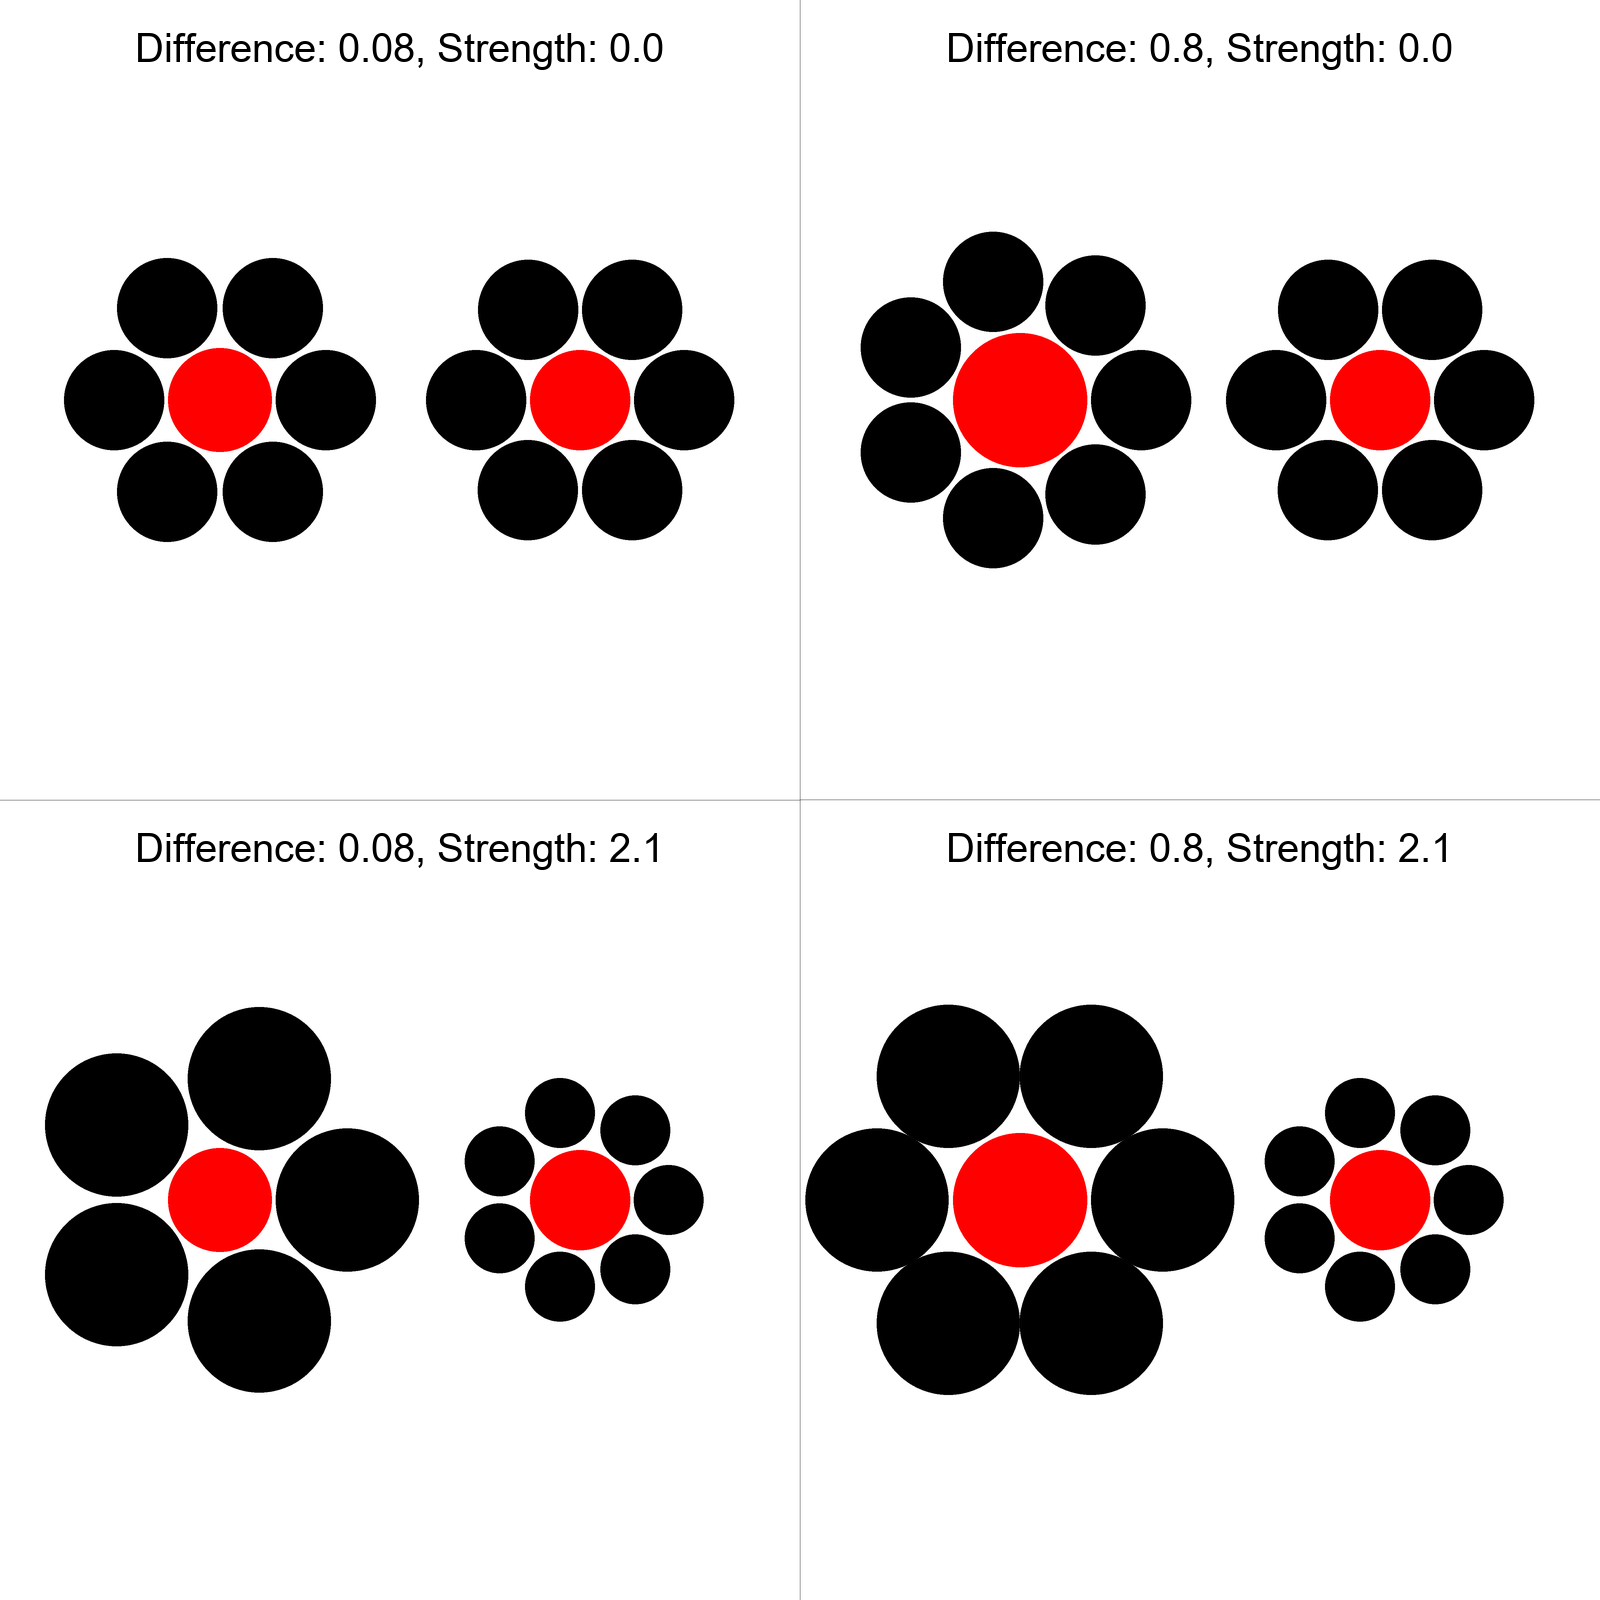 Difference: 0.08, Strength: 0.0
Difference: 0.8, Strength: 0.0
Difference: 0.08, Strength: 2.1
Difference: 0.8, Strength: 2.1